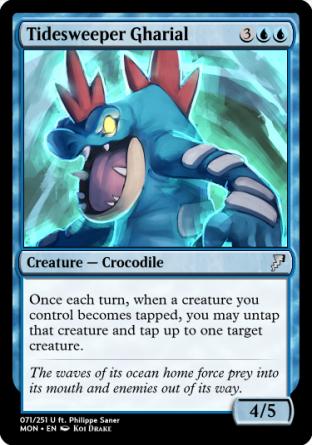 Tidesweeper Gharial 3
Creature — Crocodile
Once each turn, when a creature you
control becomes tapped, you may untap
that creature and tap up to one target
creature.
The waves of its ocean home force prey into
its mouth and enemies out of its way.
4/5
071/251 U ft. Philippe Saner
MON • EN Koi Drake